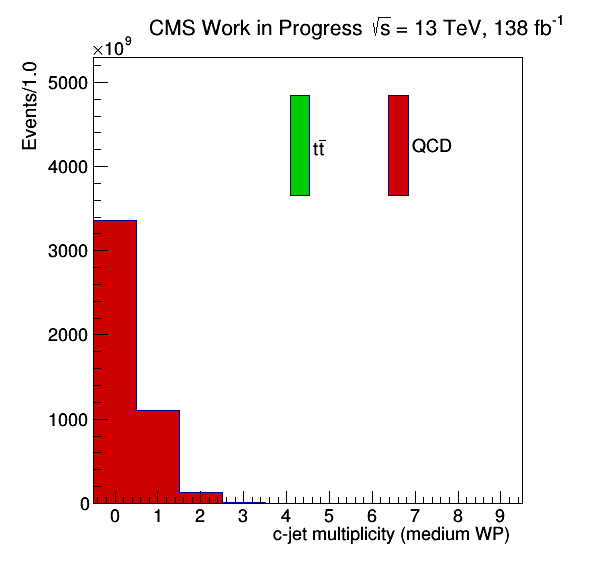 CMS Work in Progress √s = 13 TeV, 138 fb⁻¹
×10⁹
Events/1.0
5000
4000
3000
2000
1000
0
tt̅
QCD
0 1 2 3 4 5 6 7 8 9
c-jet multiplicity (medium WP)